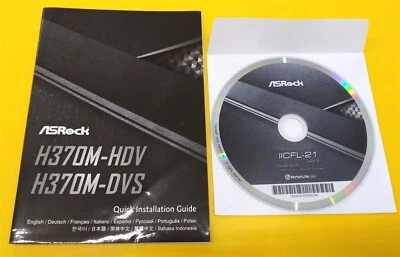 ASRock
H370M-HDV
H370M-DVS
Quick Installation Guide
English / Deutsch / Français / Italiano / Español / Русский / Português / Polski
한국어 / 日本語 / 简体中文 / 繁體中文 / Bahasa Indonesia
ASRock
IICFL-21